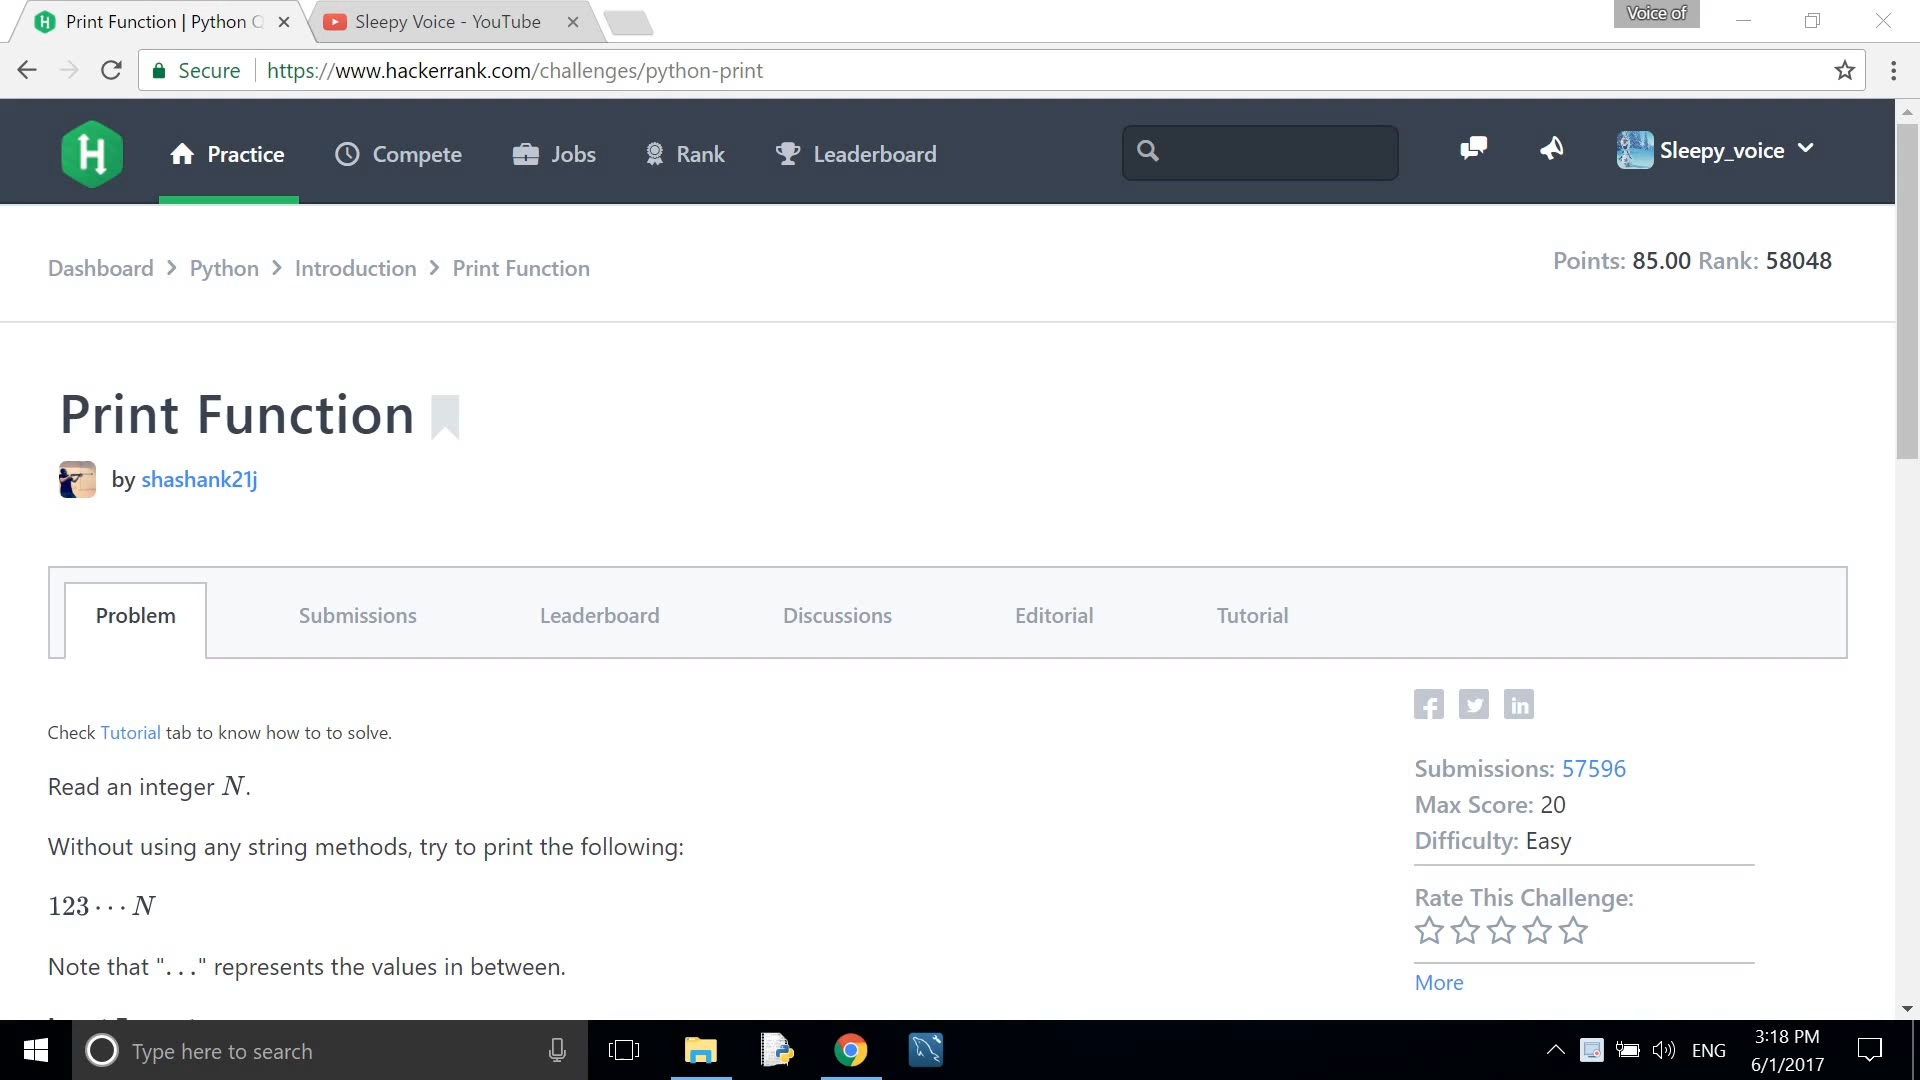 Print Function | Python Q
Sleepy Voice - YouTube
Voice of
Secure
https://www.hackerrank.com/challenges/python-print
H
Practice
Compete
Jobs
Rank
Leaderboard
Sleepy_voice
Dashboard > Python > Introduction > Print Function
Points: 85.00 Rank: 58048
Print Function
by shashank21j
Problem
Submissions
Leaderboard
Discussions
Editorial
Tutorial
Check Tutorial tab to know how to to solve.
Read an integer N.
Without using any string methods, try to print the following:
123 ⋯ N
Note that "..." represents the values in between.
f
in
Submissions: 57596
Max Score: 20
Difficulty: Easy
Rate This Challenge:
More
Type here to search
ENG
3:18 PM
6/1/2017